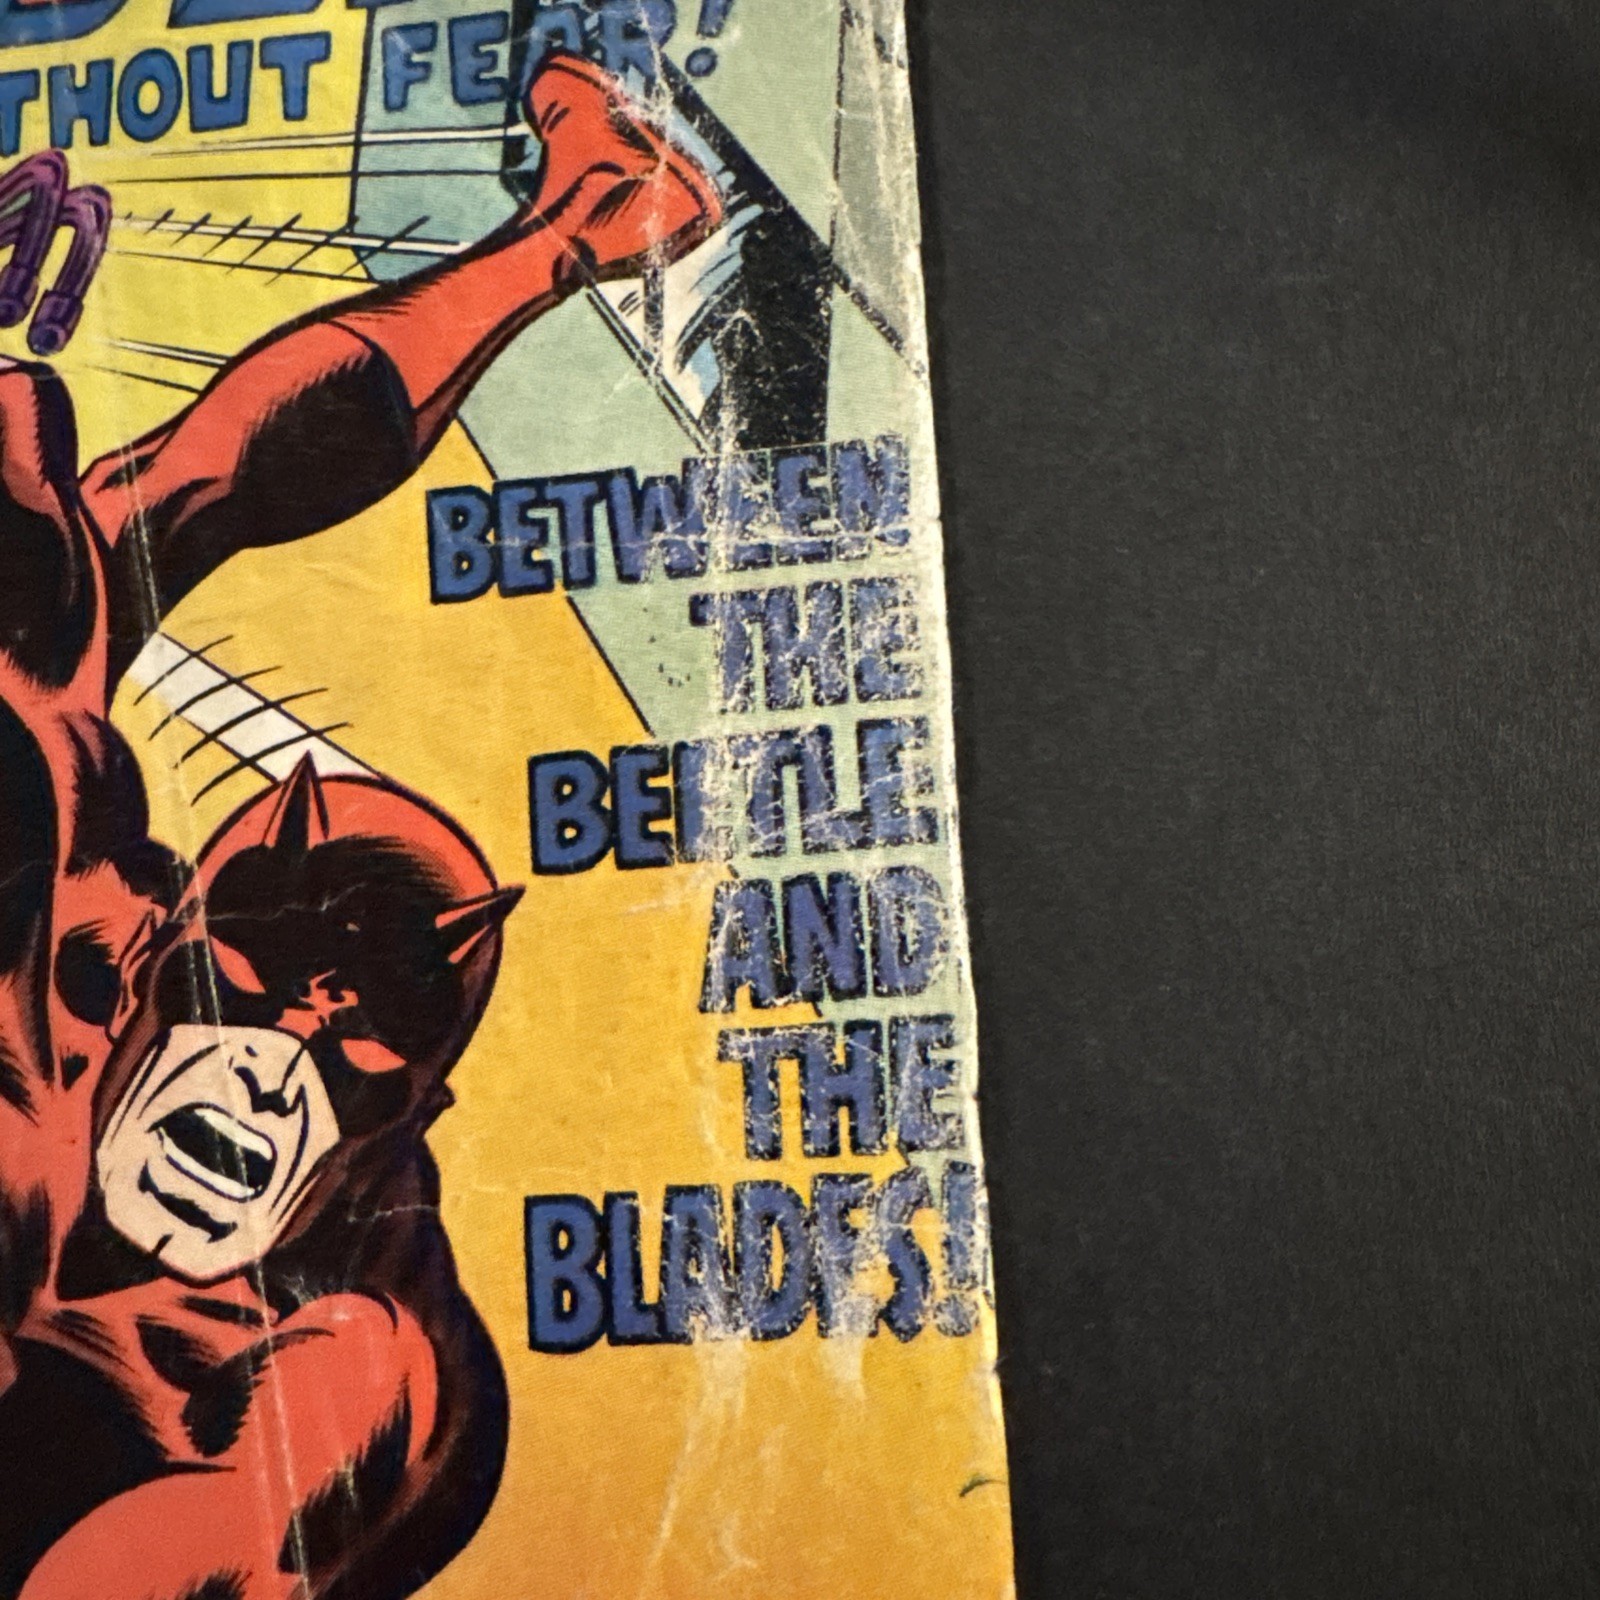 THOUT FEAR!
BETWEEN
THE
BEETLE
AND
THE
BLADES!